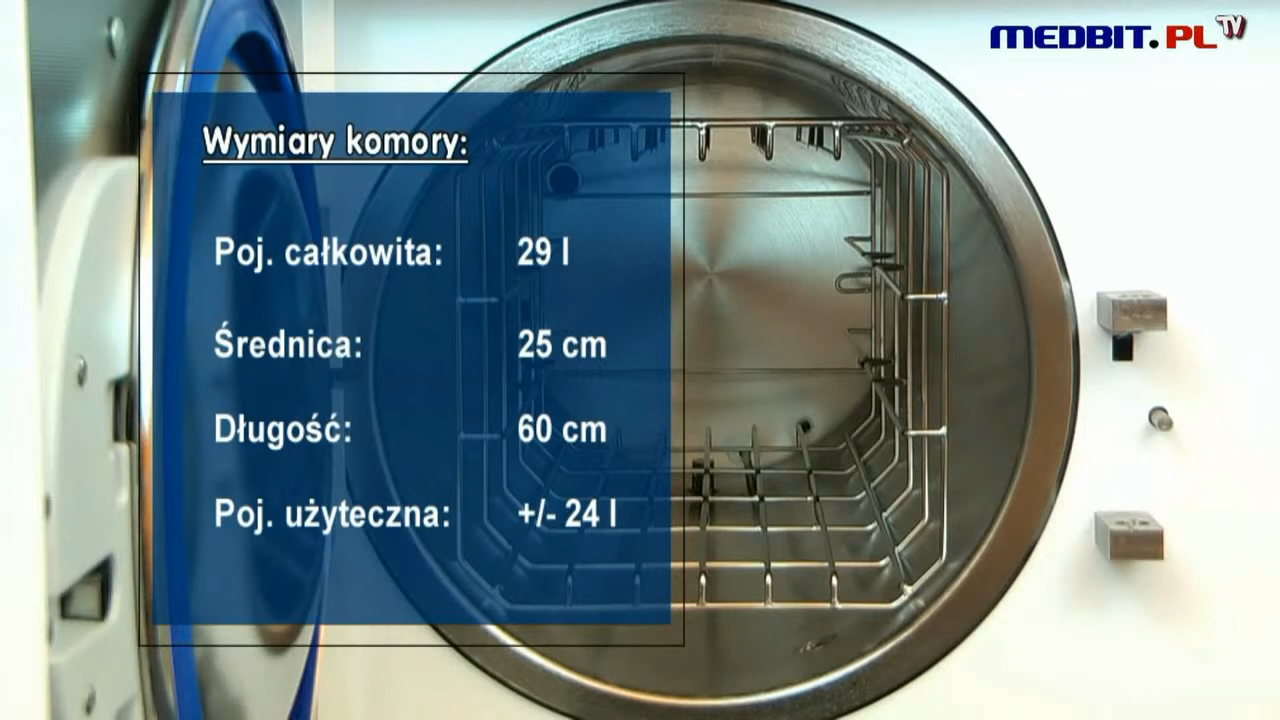 MEDBIT.PL TV
Wymiary komory:
Poj. całkowita: 29 l
Średnica: 25 cm
Długość: 60 cm
Poj. użyteczna: +/- 24 l